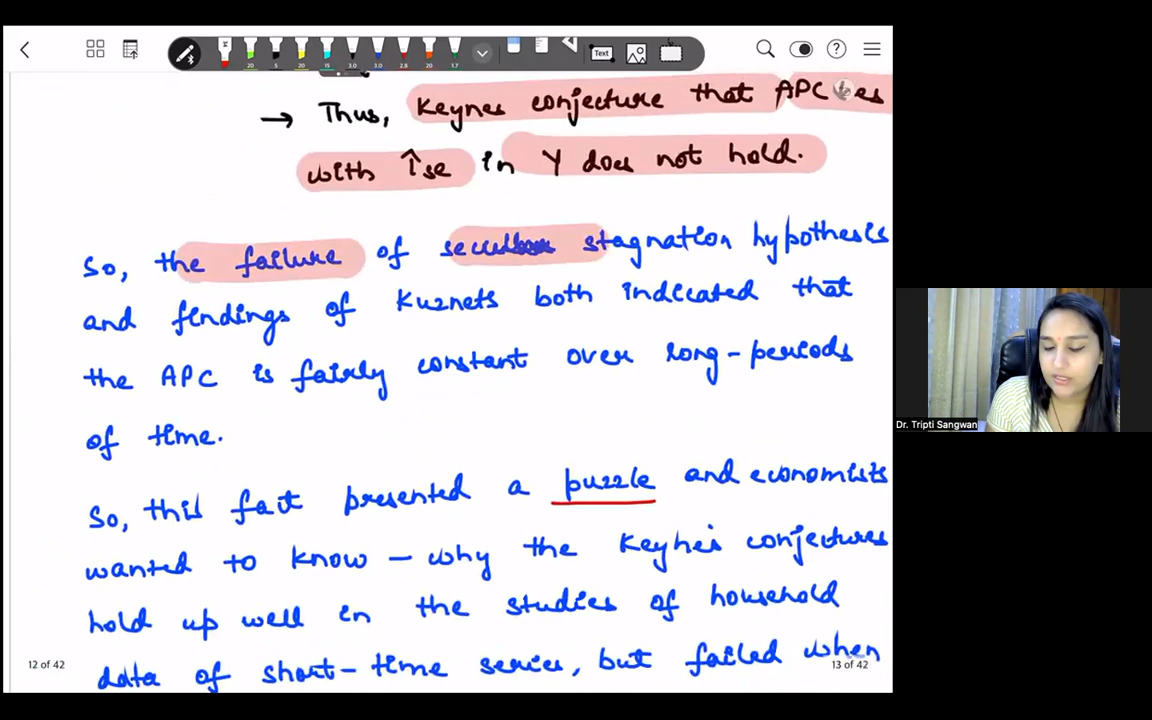 Text
→ Thus, Keynes conjecture that APC ↓es
with ↑se in Y does not hold.
So, the failure of secular stagnation hypothesis
and findings of Kuznets both indicated that
the APC is fairly constant over long-periods
of time.
So, this fact presented a puzzle and economists
wanted to know – why the Keyne's conjectures
hold up well in the studies of household
data of short-time series, but failed when
12 of 42
13 of 42
Dr. Tripti Sangwan